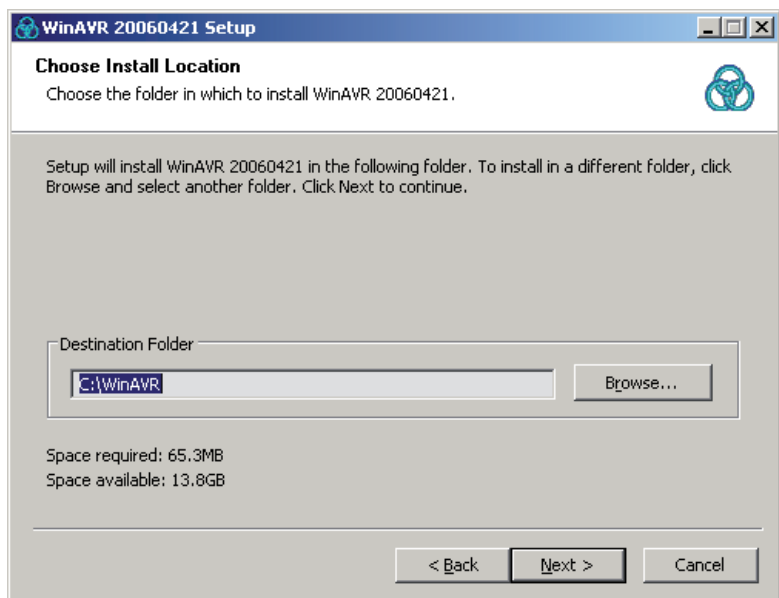 WinAVR 20060421 Setup
Choose Install Location
Choose the folder in which to install WinAVR 20060421.
Setup will install WinAVR 20060421 in the following folder. To install in a different folder, click
Browse and select another folder. Click Next to continue.
Destination Folder
C:\WinAVR
Browse...
Space required: 65.3MB
Space available: 13.8GB
< Back
Next >
Cancel